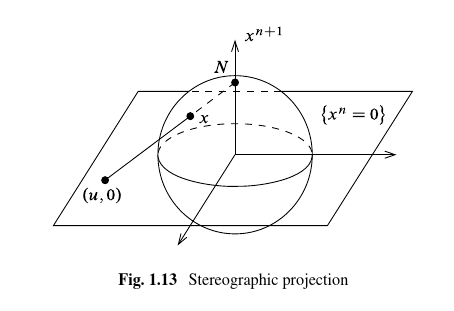 x^{n+1}
N
x
{x^n = 0}
(u, 0)
Fig. 1.13 Stereographic projection